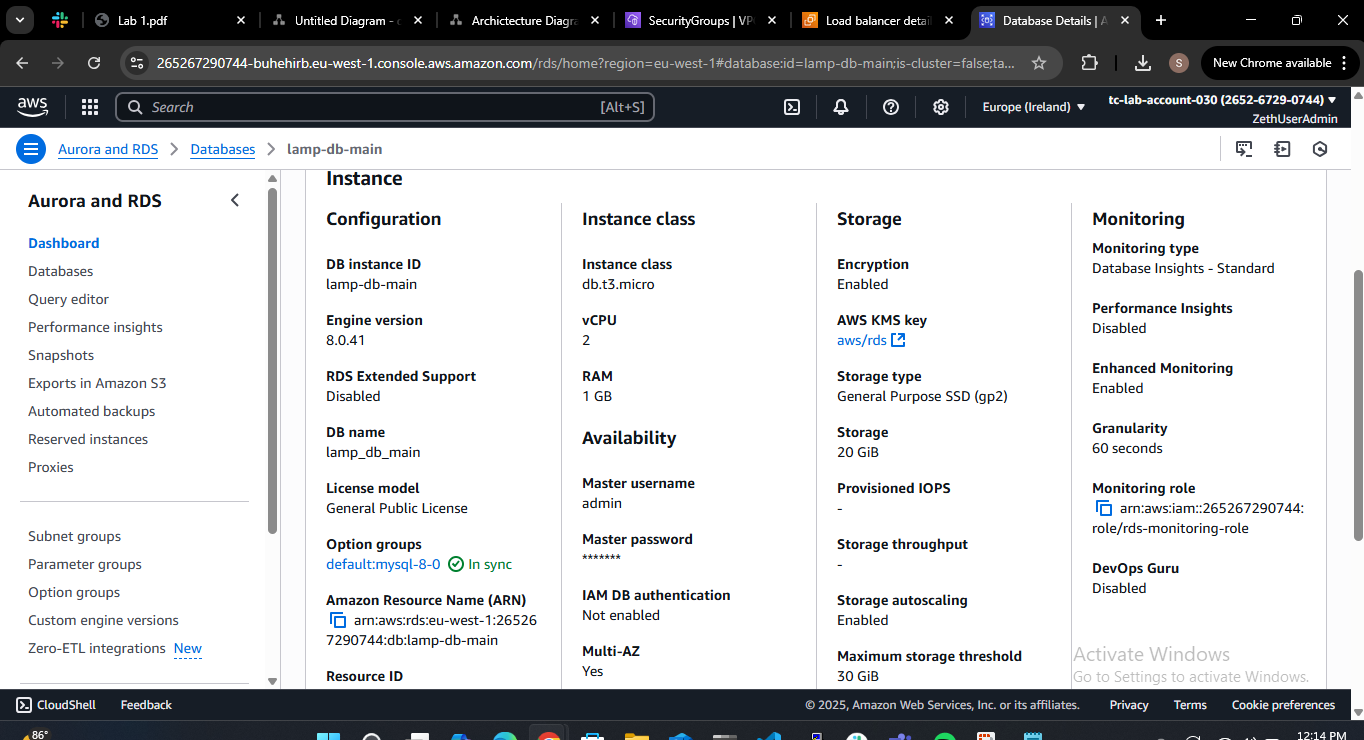 Lab 1.pdf
Untitled Diagram - 
Archictecture Diagra
SecurityGroups | VP
Load balancer detai
Database Details | A
265267290744-buhehirb.eu-west-1.console.aws.amazon.com/rds/home?region=eu-west-1#database:id=lamp-db-main;is-cluster=false;ta...
S
New Chrome available
aws
Search
[Alt+S]
Europe (Ireland)
tc-lab-account-030 (2652-6729-0744)
ZethUserAdmin
Aurora and RDS
Databases
lamp-db-main
Aurora and RDS
Dashboard
Databases
Query editor
Performance insights
Snapshots
Exports in Amazon S3
Automated backups
Reserved instances
Proxies
Subnet groups
Parameter groups
Option groups
Custom engine versions
Zero-ETL integrations New
Instance
Configuration
DB instance ID
lamp-db-main
Engine version
8.0.41
RDS Extended Support
Disabled
DB name
lamp_db_main
License model
General Public License
Option groups
default:mysql-8-0 In sync
Amazon Resource Name (ARN)
arn:aws:rds:eu-west-1:26526
7290744:db:lamp-db-main
Resource ID
Instance class
Instance class
db.t3.micro
vCPU
2
RAM
1 GB
Availability
Master username
admin
Master password
*******
IAM DB authentication
Not enabled
Multi-AZ
Yes
Storage
Encryption
Enabled
AWS KMS key
aws/rds
Storage type
General Purpose SSD (gp2)
Storage
20 GiB
Provisioned IOPS
-
Storage throughput
-
Storage autoscaling
Enabled
Maximum storage threshold
30 GiB
Monitoring
Monitoring type
Database Insights - Standard
Performance Insights
Disabled
Enhanced Monitoring
Enabled
Granularity
60 seconds
Monitoring role
arn:aws:iam::265267290744:
role/rds-monitoring-role
DevOps Guru
Disabled
Activate Windows
Go to Settings to activate Windows.
CloudShell
Feedback
© 2025, Amazon Web Services, Inc. or its affiliates.
Privacy
Terms
Cookie preferences
86°
12:14 PM